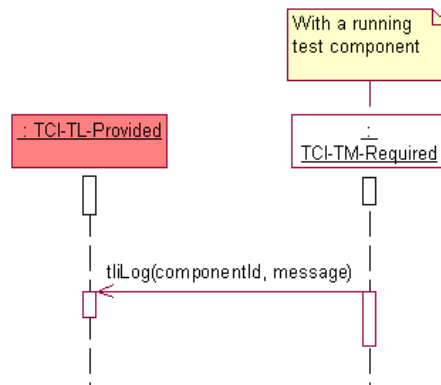 With a running
test component
: TCI-TL-Provided
:
TCI-TM-Required
tliLog(componentId, message)